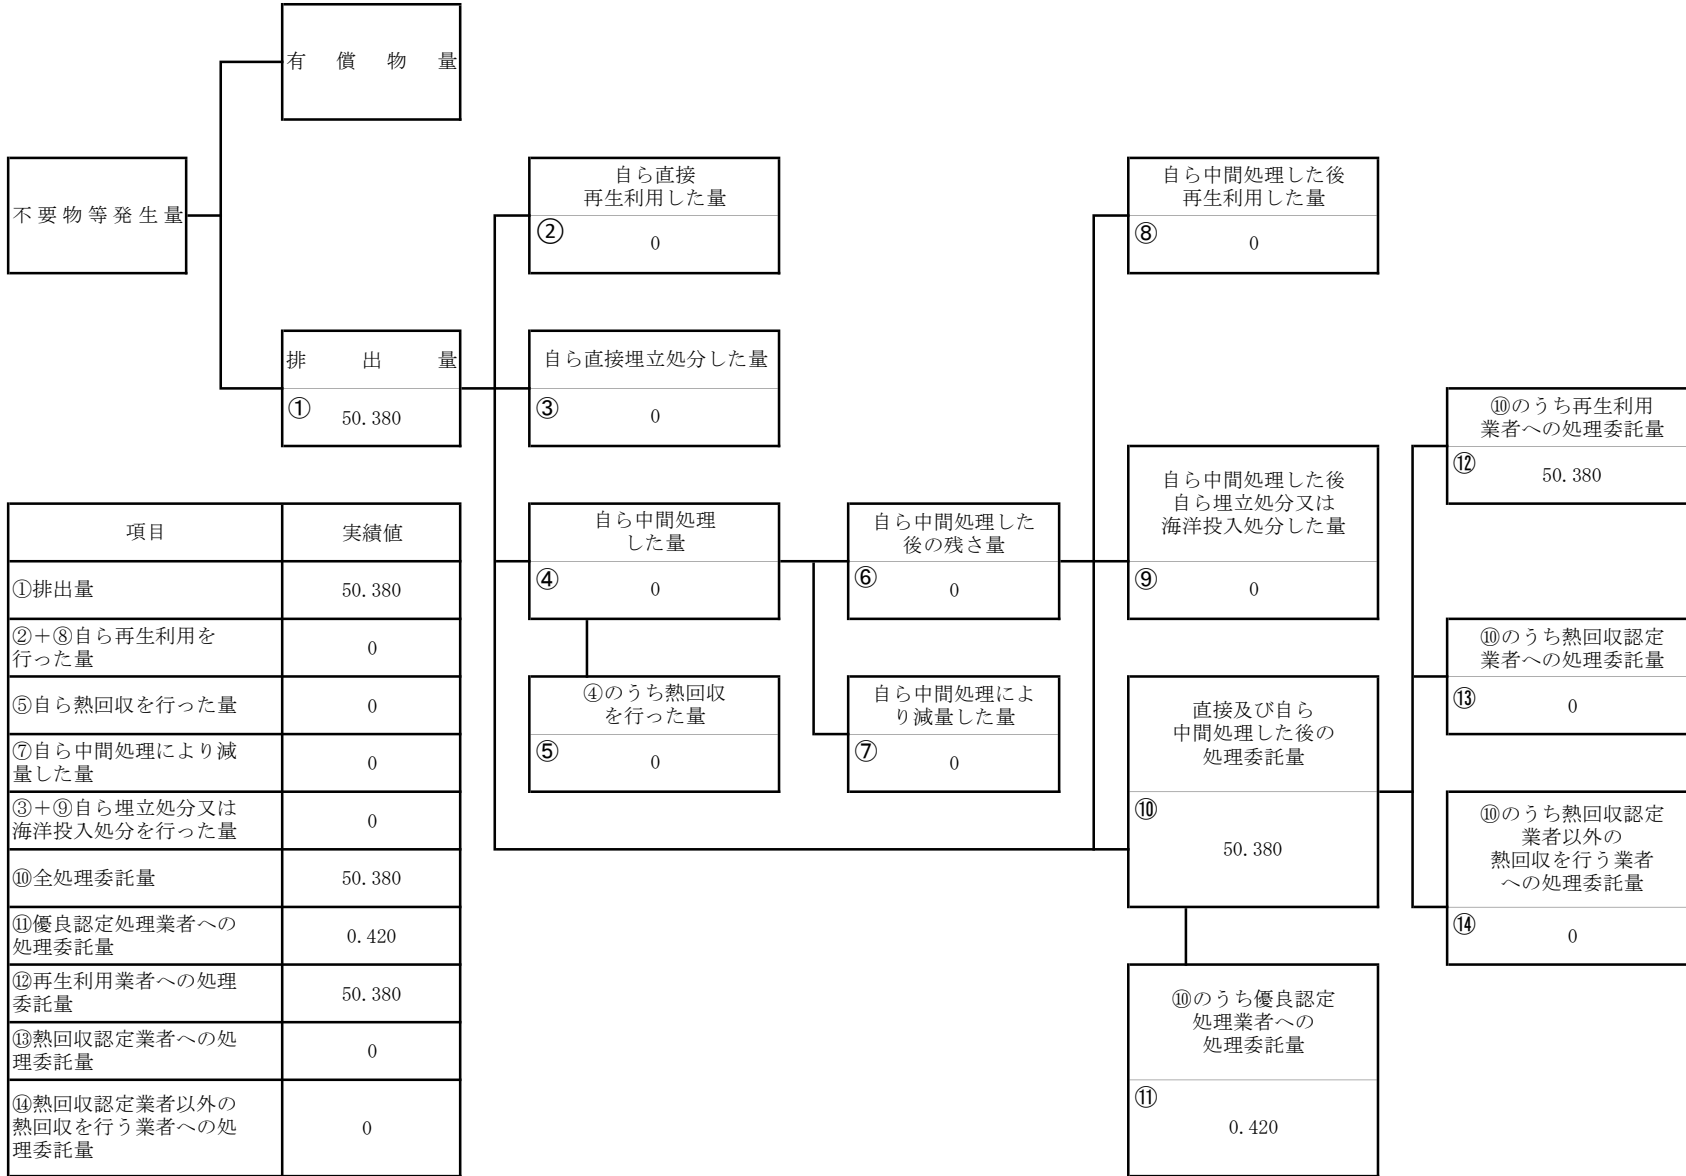 有償物量
不要物等発生量
排出量
①
50.380
自ら直接
再生利用した量
②
0
自ら直接埋立処分した量
③
0
自ら中間処理
した量
④
0
④のうち熱回収
を行った量
⑤
0
自ら中間処理した
後の残さ量
⑥
0
自ら中間処理によ
り減量した量
⑦
0
自ら中間処理した後
再生利用した量
⑧
0
自ら中間処理した後
自ら埋立処分又は
海洋投入処分した量
⑨
0
直接及び自ら
中間処理した後の
処理委託量
⑩
50.380
⑩のうち優良認定
処理業者への
処理委託量
⑪
0.420
⑩のうち再生利用
業者への処理委託量
⑫
50.380
⑩のうち熱回収認定
業者への処理委託量
⑬
0
⑩のうち熱回収認定
業者以外の
熱回収を行う業者
への処理委託量
⑭
0
項目 実績値
①排出量 50.380
②+⑧自ら再生利用を
行った量 0
⑤自ら熱回収を行った量 0
⑦自ら中間処理により減
量した量 0
③+⑨自ら埋立処分又は
海洋投入処分を行った量 0
⑩全処理委託量 50.380
⑪優良認定処理業者への
処理委託量 0.420
⑫再生利用業者への処理
委託量 50.380
⑬熱回収認定業者への処
理委託量 0
⑭熱回収認定業者以外の
熱回収を行う業者への処
理委託量 0